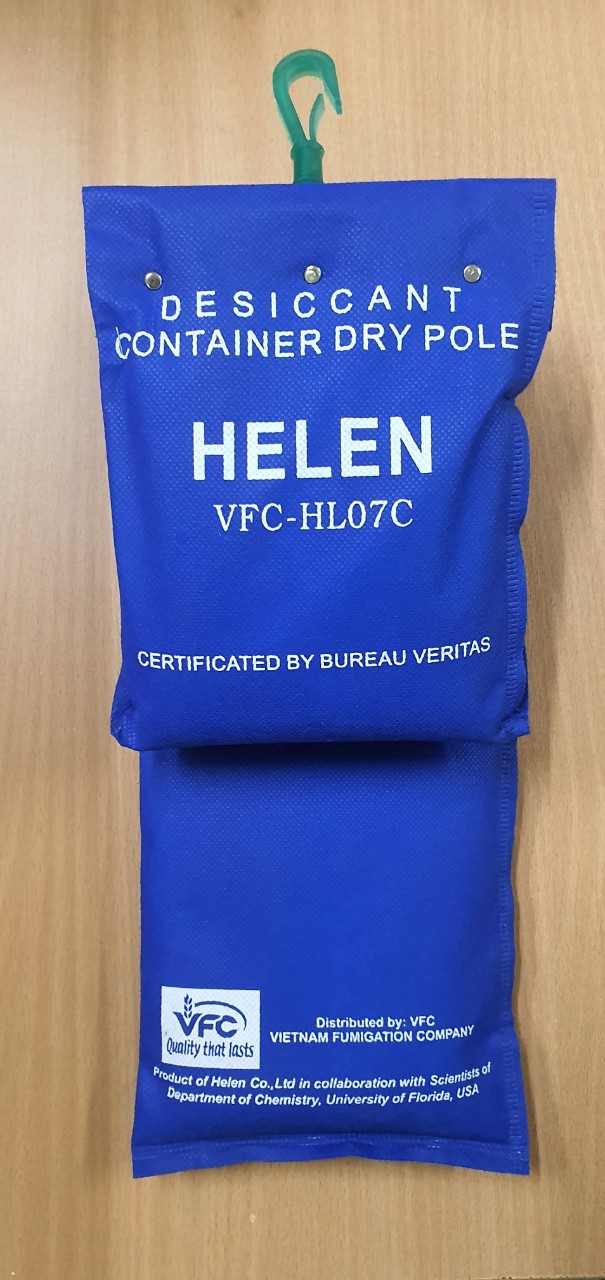 DESICCANT
CONTAINER DRY POLE
HELEN
VFC-HL07C
CERTIFICATED BY BUREAU VERITAS
VFC
Quality that lasts
Distributed by: VFC
VIETNAM FUMIGATION COMPANY
Product of Helen Co.,Ltd in collaboration with Scientists of
Department of Chemistry, University of Florida, USA